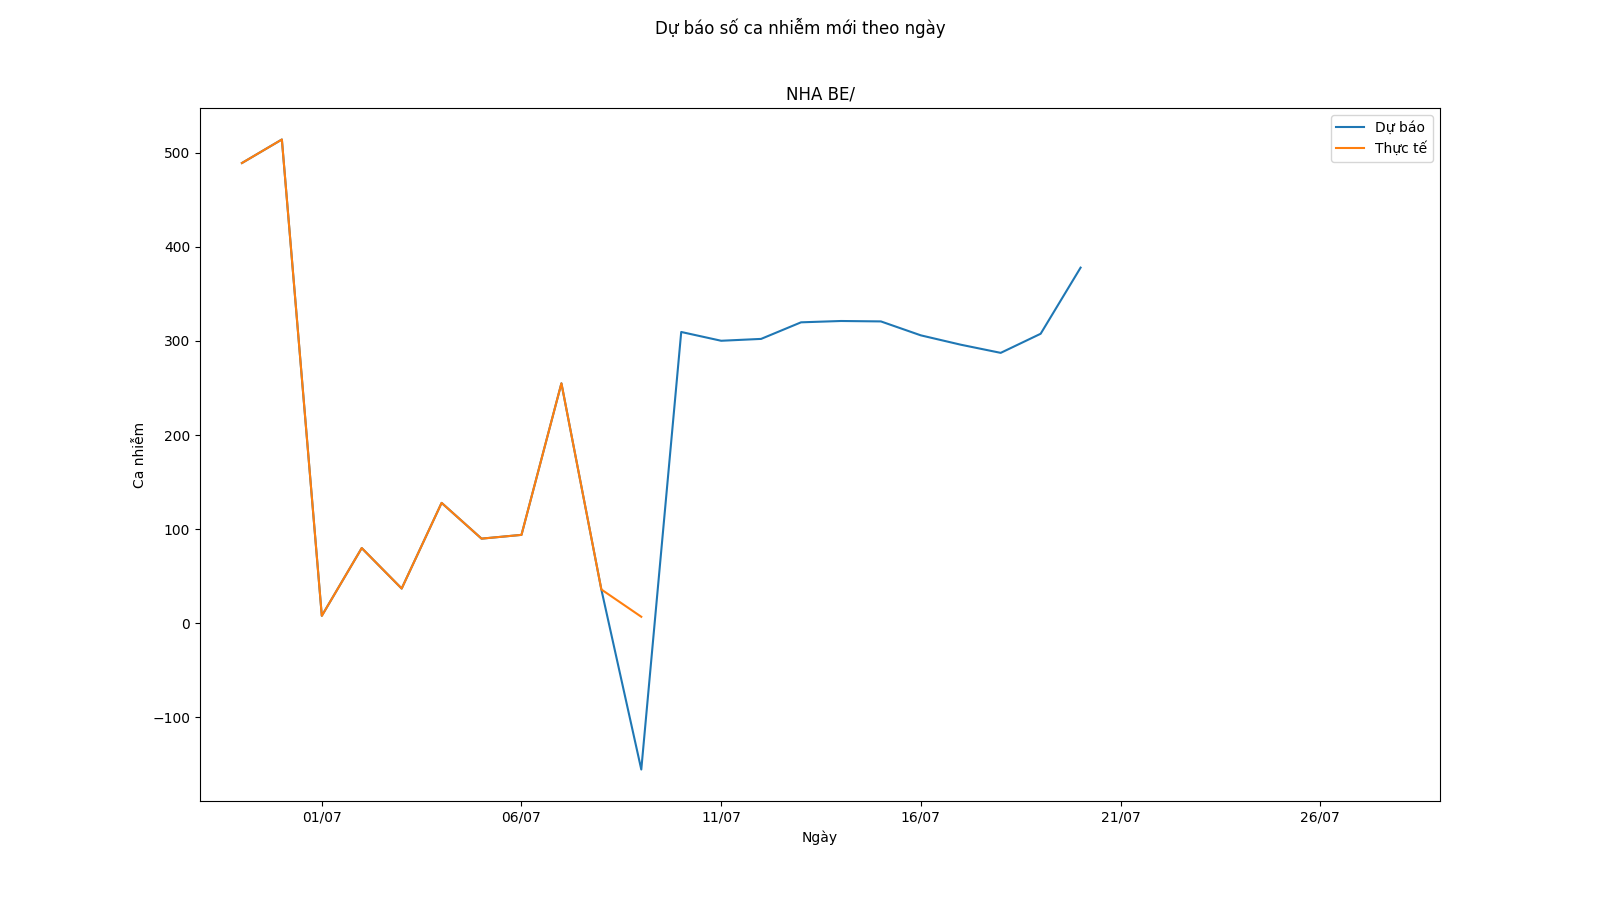 Dự báo số ca nhiễm mới theo ngày
NHA BE/
Dự báo
Thực tế
500
400
300
200
100
0
−100
Ca nhiễm
01/07
06/07
11/07
16/07
21/07
26/07
Ngày